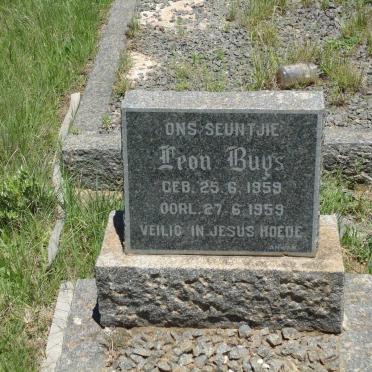 ONS SEUNTJIE
Leon Buys
GEB. 25. 6. 1959
OORL. 27. 6. 1959
VEILIG IN JESUS HOEDE.